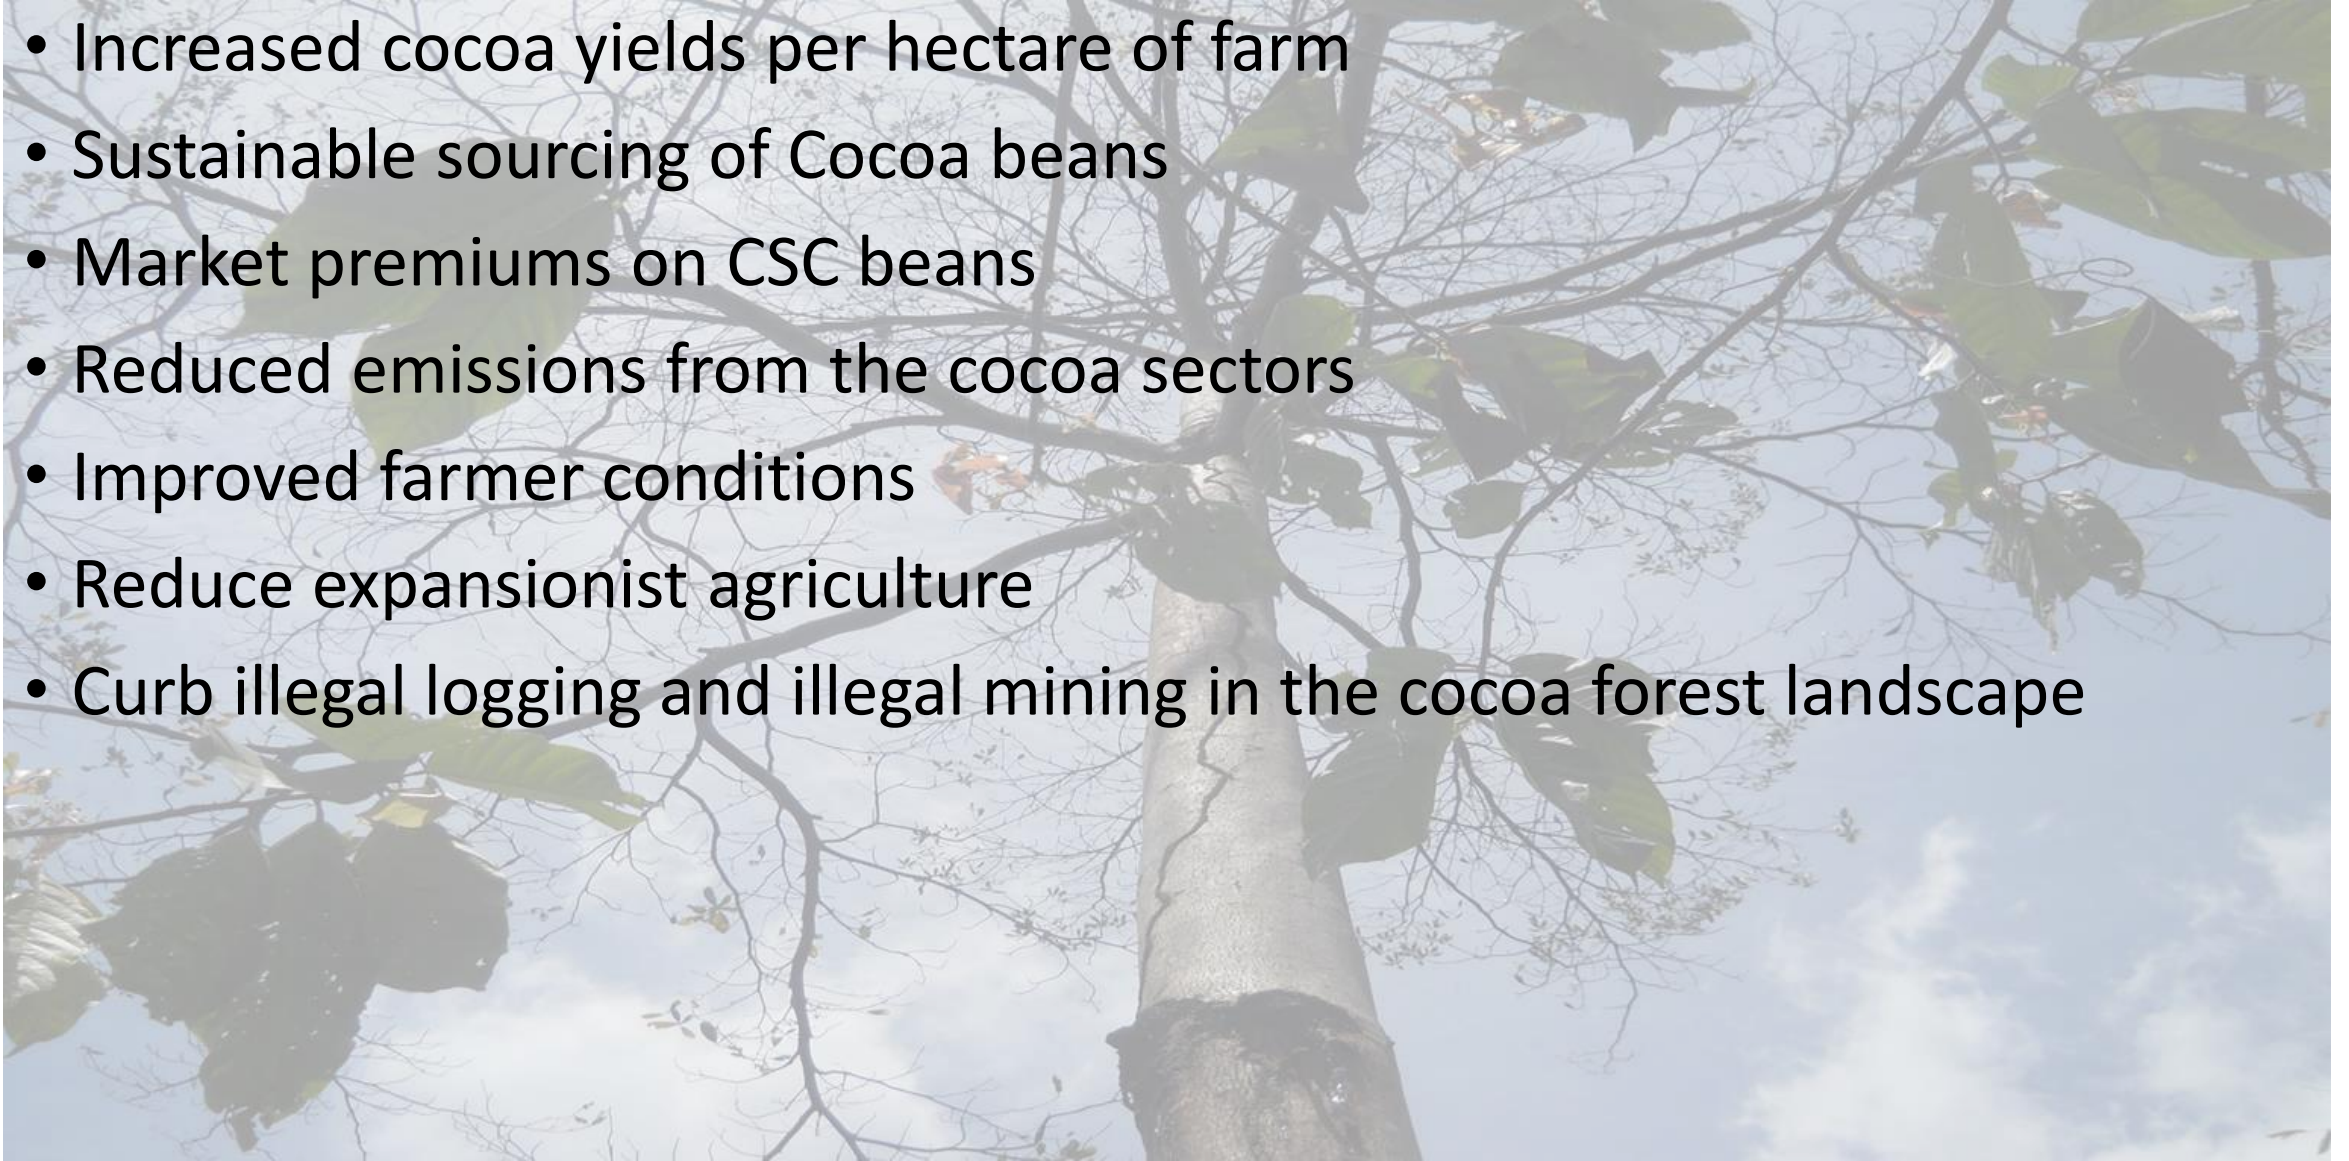 • Increased cocoa yields per hectare of farm
• Sustainable sourcing of Cocoa beans
• Market premiums on CSC beans
• Reduced emissions from the cocoa sectors
• Improved farmer conditions
• Reduce expansionist agriculture
• Curb illegal logging and illegal mining in the cocoa forest landscape